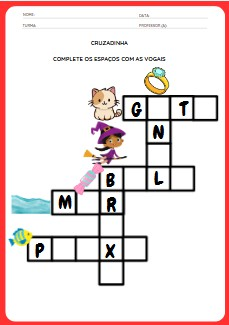 NOME: DATA:
TURMA: PROFESSOR (A):
CRUZADINHA
COMPLETE OS ESPAÇOS COM AS VOGAIS
G T
N
B L
M R
P X